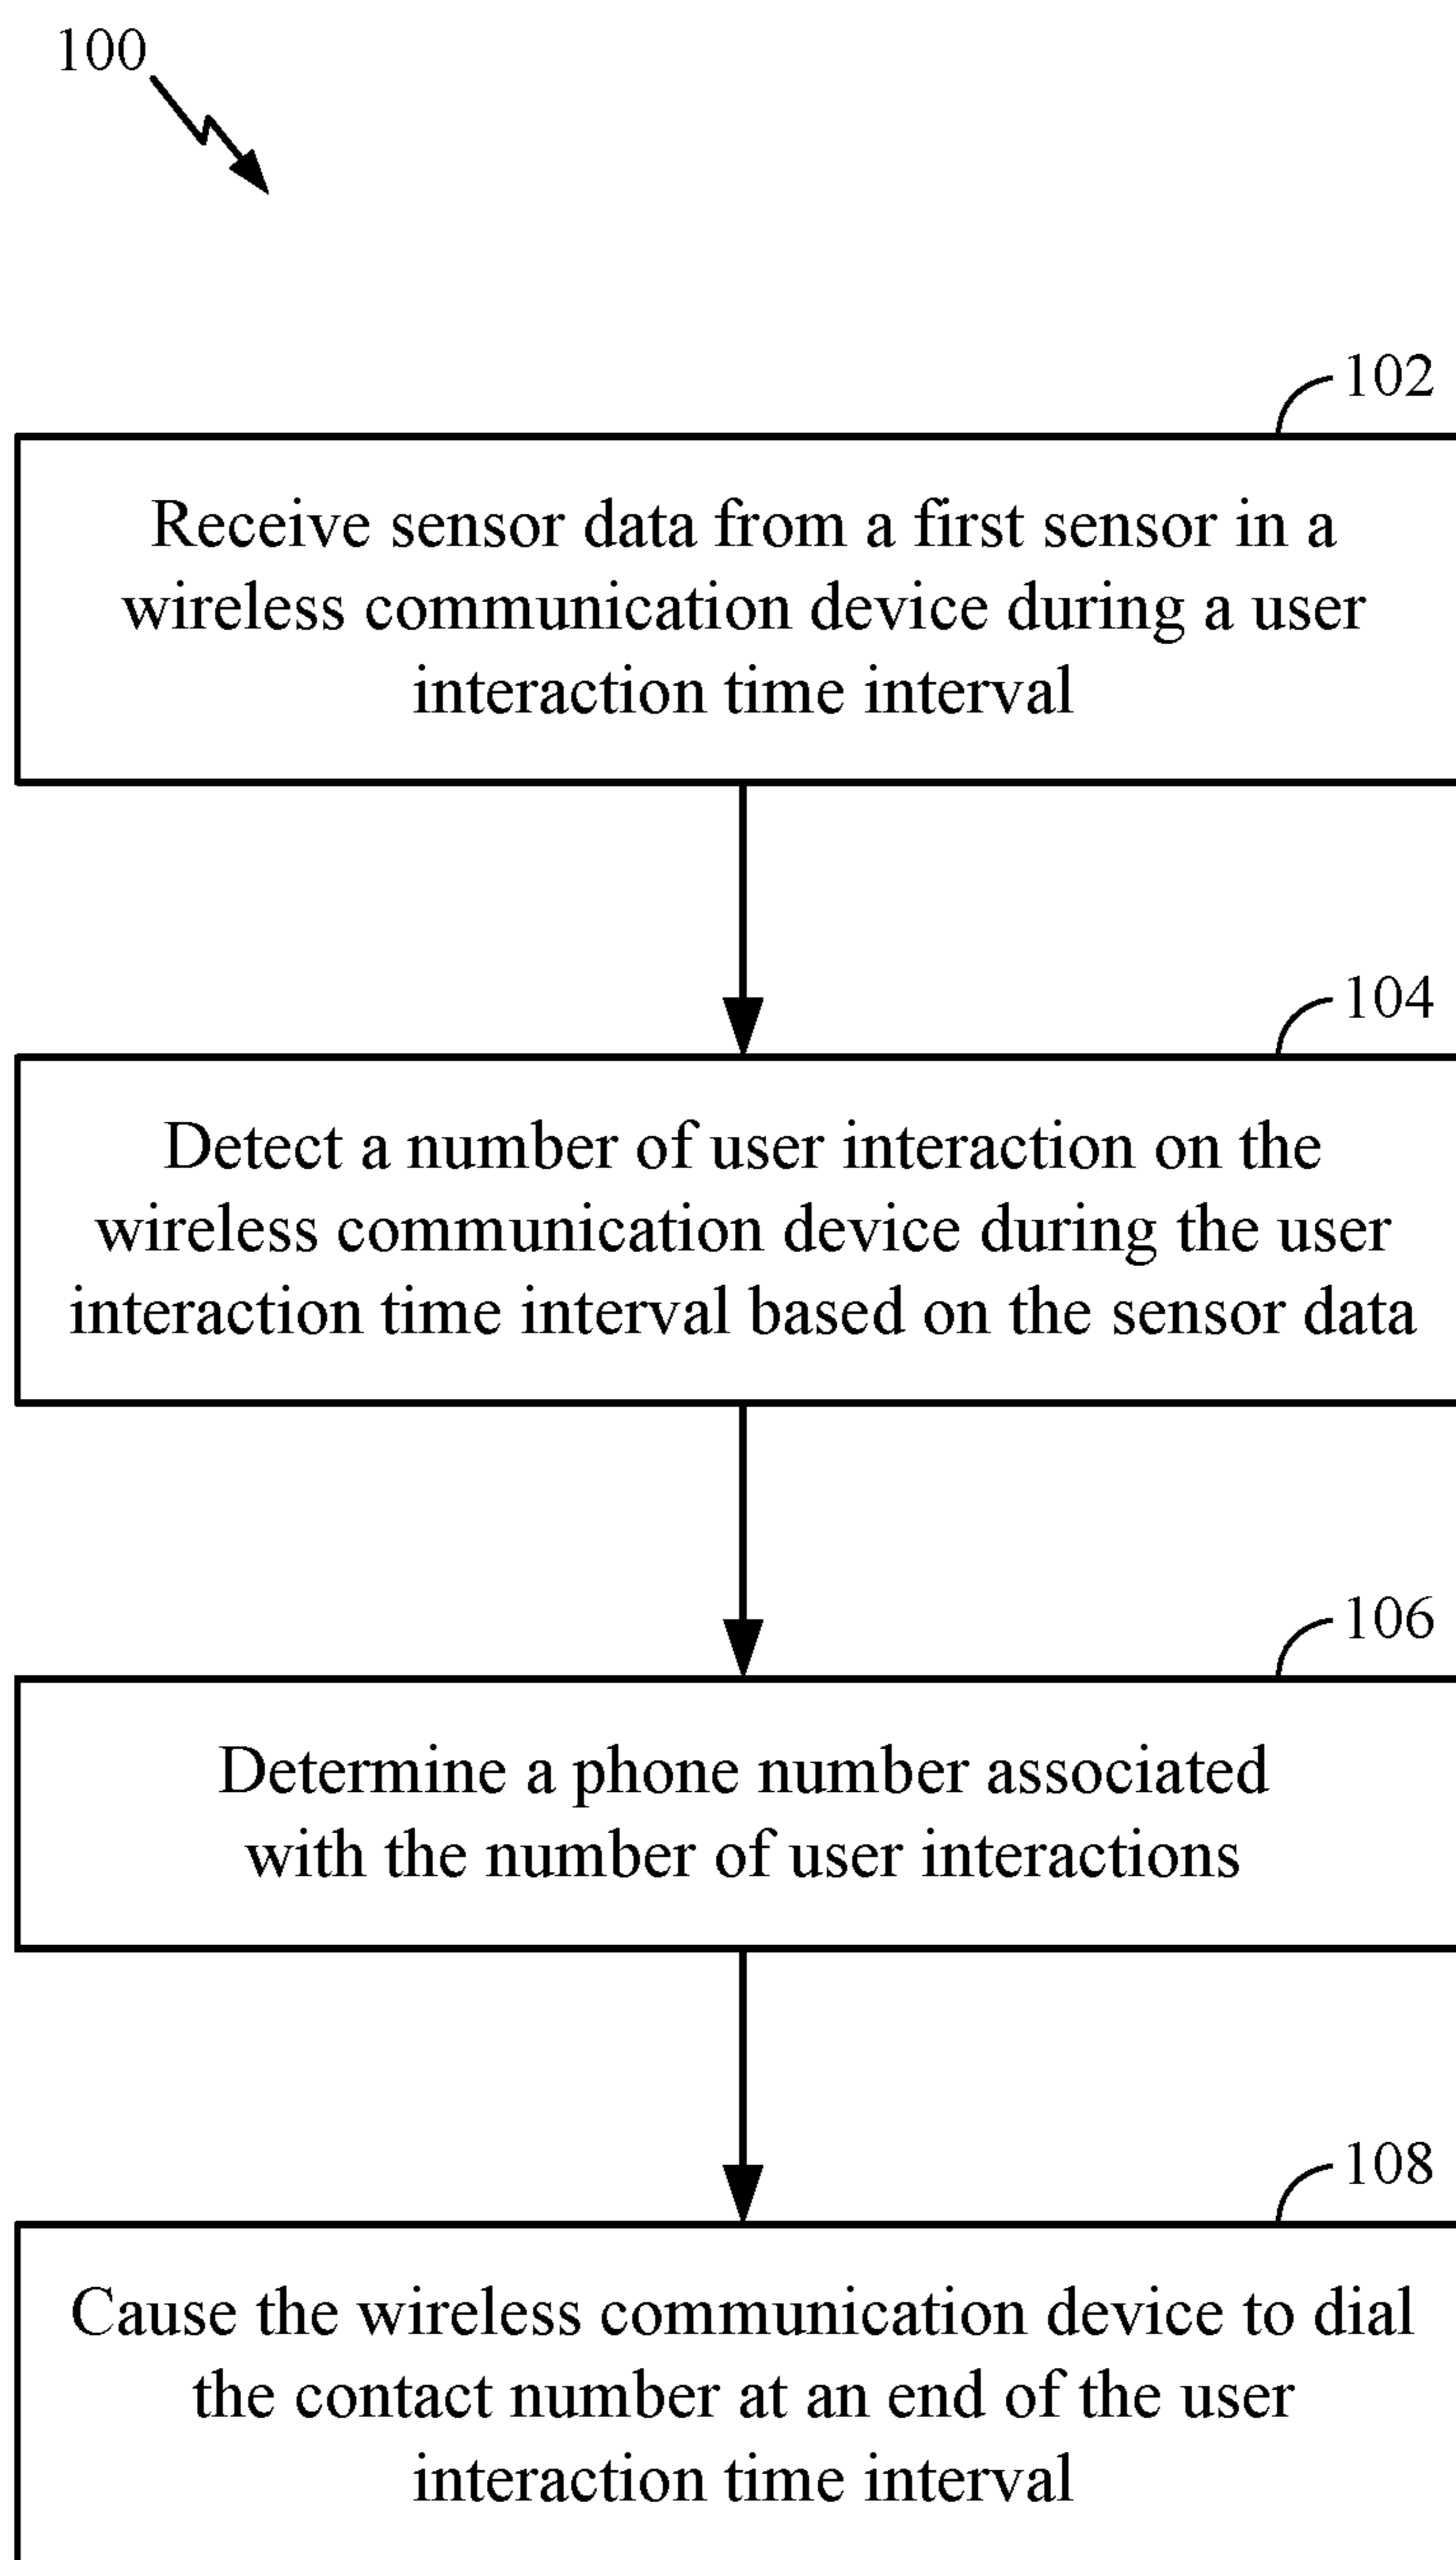 100
102
Receive sensor data from a first sensor in a
wireless communication device during a user
interaction time interval
104
Detect a number of user interaction on the
wireless communication device during the user
interaction time interval based on the sensor data
106
Determine a phone number associated
with the number of user interactions
108
Cause the wireless communication device to dial
the contact number at an end of the user
interaction time interval